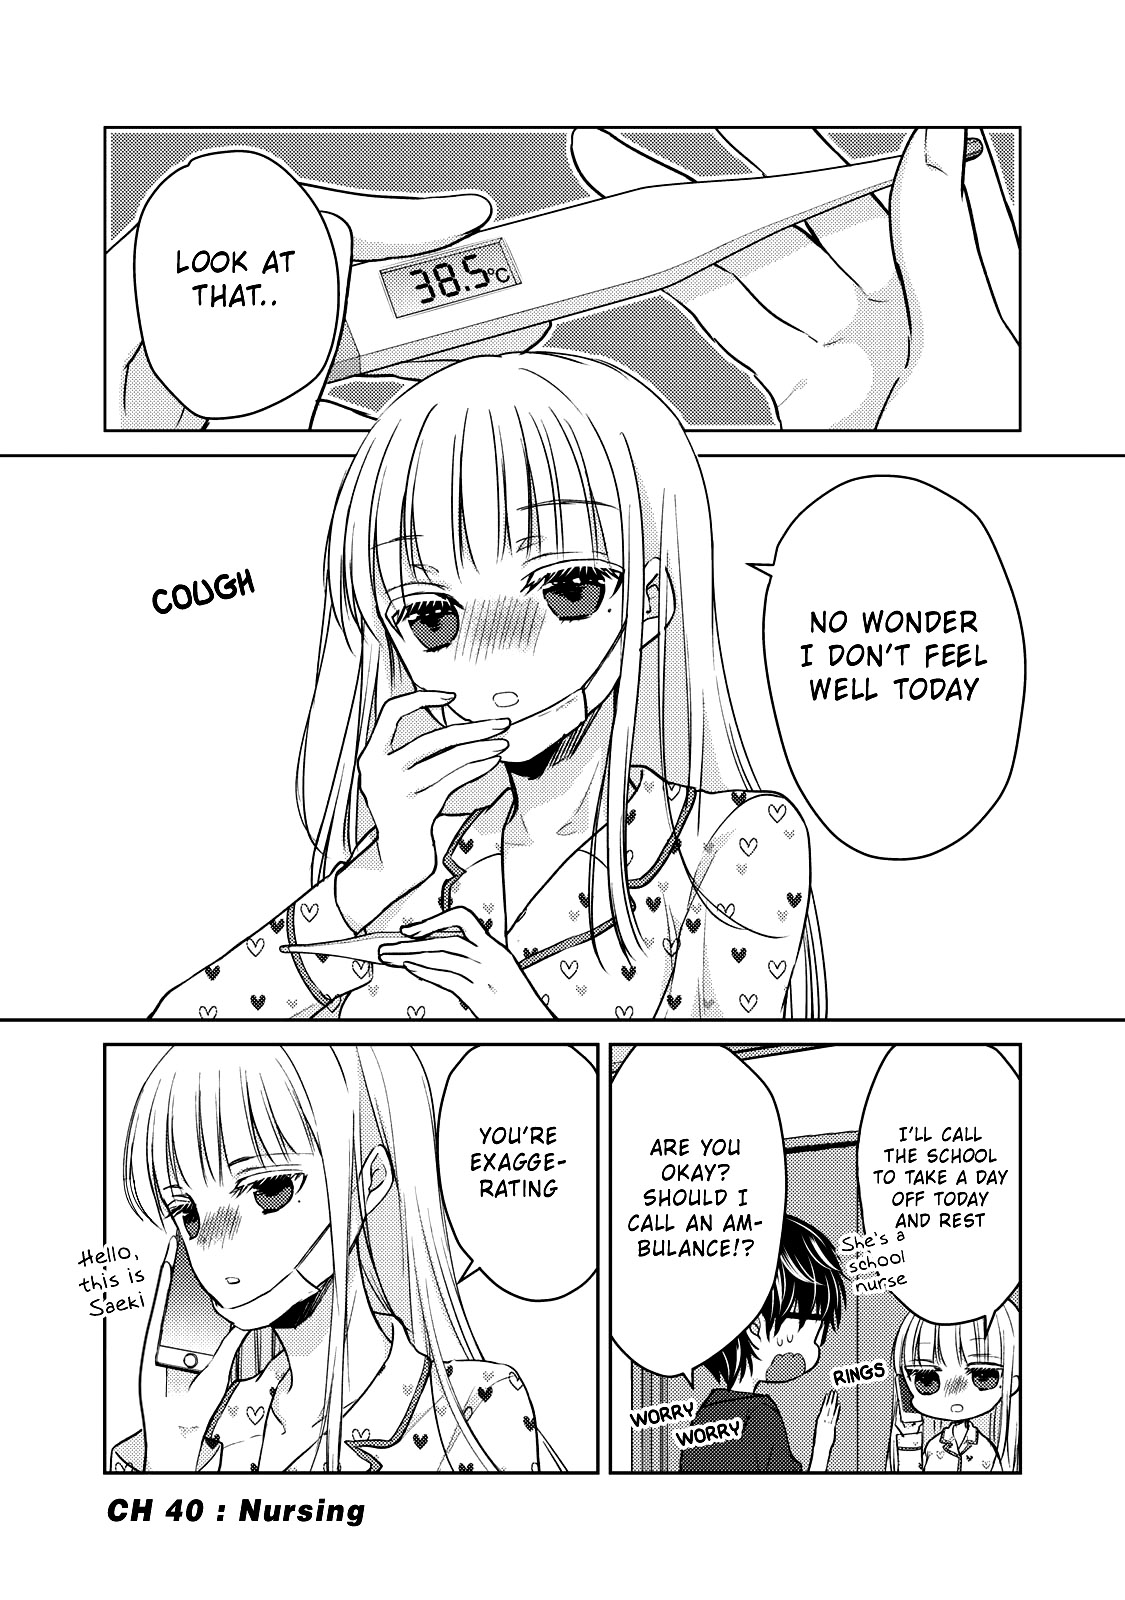 LOOK AT
THAT..
38.5°C
COUGH
NO WONDER
I DON'T FEEL
WELL TODAY
I'LL CALL
THE SCHOOL
TO TAKE A DAY
OFF TODAY
AND REST
She's a
school
nurse
RINGS
ARE YOU
OKAY?
SHOULD I
CALL AN AM-
BULANCE!?
WORRY
WORRY
YOU'RE
EXAGGE-
RATING
Hello,
this is
Saeki
CH 40 : Nursing